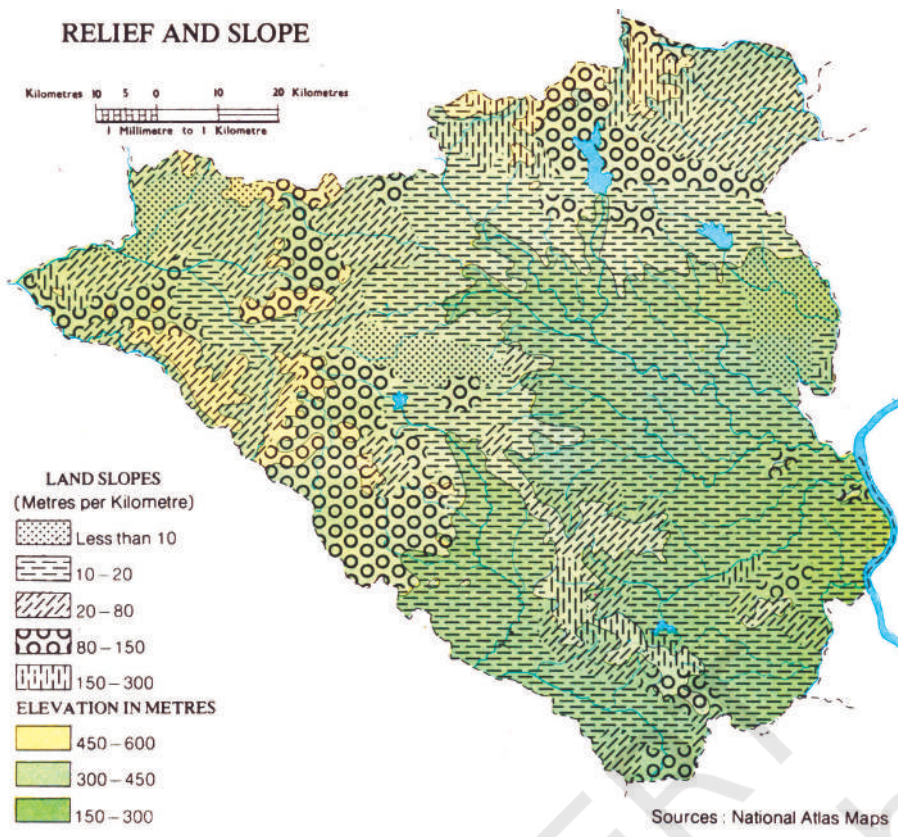 RELIEF AND SLOPE
Kilometres 10 5 0 10 20 Kilometres
1 Millimetre to 1 Kilometre
LAND SLOPES
(Metres per Kilometre)
Less than 10
10–20
20–80
80–150
150–300
ELEVATION IN METRES
450–600
300–450
150–300
Sources : National Atlas Maps